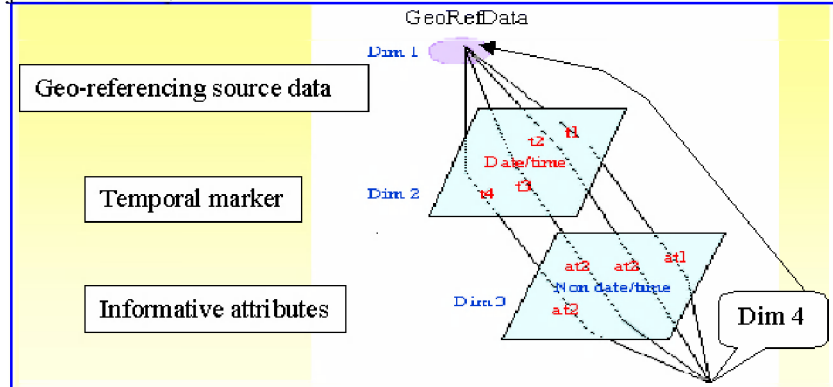 GeoRefData
Dim 1
Geo-referencing source data
t2 t1
Date/time
t3
Temporal marker
Dim 2
t4
at1
at3 at3
Non date/time
Dim 3
at2
Informative attributes
Dim 4